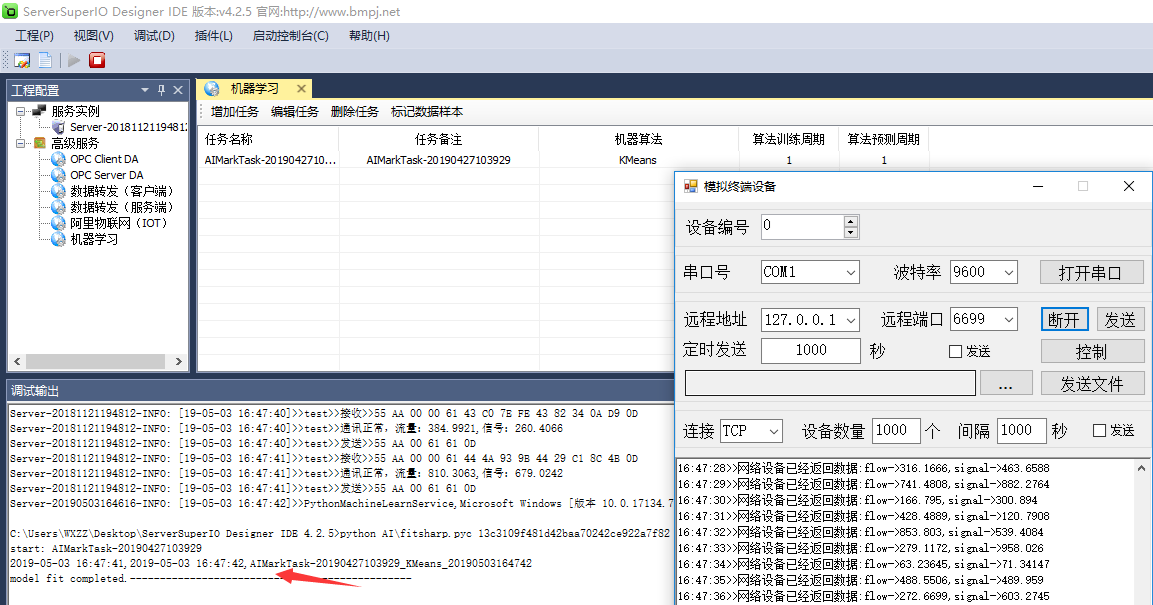 ServerSuperIO Designer IDE 版本:v4.2.5 官网:http://www.bmpj.net
工程(P) 视图(V) 调试(D) 插件(L) 启动控制台(C) 帮助(H)
工程配置
服务实例
Server-20181121194812
高级服务
OPC Client DA
OPC Server DA
数据转发（客户端）
数据转发（服务端）
阿里物联网（IOT）
机器学习
机器学习
增加任务 编辑任务 删除任务 标记数据样本
任务名称 任务备注 机器算法 算法训练周期 算法预测周期
AIMarkTask-2019042710... AIMarkTask-20190427103929 KMeans 1 1
调试输出
Server-20181121194812-INFO: [19-05-03 16:47:40]>>test>>接收>>55 AA 00 00 61 43 C0 7E FE 43 82 34 0A D9 0D
Server-20181121194812-INFO: [19-05-03 16:47:40]>>test>>通讯正常, 流量: 384.9921,信号: 260.4066
Server-20181121194812-INFO: [19-05-03 16:47:40]>>test>>发送>>55 AA 00 61 61 0D
Server-20181121194812-INFO: [19-05-03 16:47:41]>>test>>接收>>55 AA 00 00 61 44 4A 93 9B 44 29 C1 8C 4B 0D
Server-20181121194812-INFO: [19-05-03 16:47:41]>>test>>通讯正常, 流量: 810.3063,信号: 679.0242
Server-20181121194812-INFO: [19-05-03 16:47:41]>>test>>发送>>55 AA 00 61 61 0D
Server-20190503164616-INFO: [19-05-03 16:47:42]>>PythonMachineLearnService,Microsoft Windows [版本 10.0.17134.7
C:\Users\WXZZ\Desktop\ServerSuperIO Designer IDE 4.2.5>python AI\fitsharp.pyc 13c3109f481d42baa70242ce922a7f82
start: AIMarkTask-20190427103929
2019-05-03 16:47:41,2019-05-03 16:47:42,AIMarkTask-20190427103929_KMeans_20190503164742
model fit completed.----------------------------------------
模拟终端设备
设备编号 0
串口号 COM1 波特率 9600 打开串口
远程地址 127.0.0.1 远程端口 6699 断开 发送
定时发送 1000 秒 发送 控制
... 发送文件
连接 TCP 设备数量 1000 个 间隔 1000 秒 发送
16:47:28>>网络设备已经返回数据:flow->316.1666,signal->463.6588
16:47:29>>网络设备已经返回数据:flow->741.4808,signal->882.2764
16:47:30>>网络设备已经返回数据:flow->166.795,signal->300.894
16:47:31>>网络设备已经返回数据:flow->428.4889,signal->120.7908
16:47:32>>网络设备已经返回数据:flow->853.803,signal->539.4084
16:47:33>>网络设备已经返回数据:flow->279.1172,signal->958.026
16:47:34>>网络设备已经返回数据:flow->63.23645,signal->71.34147
16:47:35>>网络设备已经返回数据:flow->488.5506,signal->489.959
16:47:36>>网络设备已经返回数据:flow->272.6699,signal->603.2745